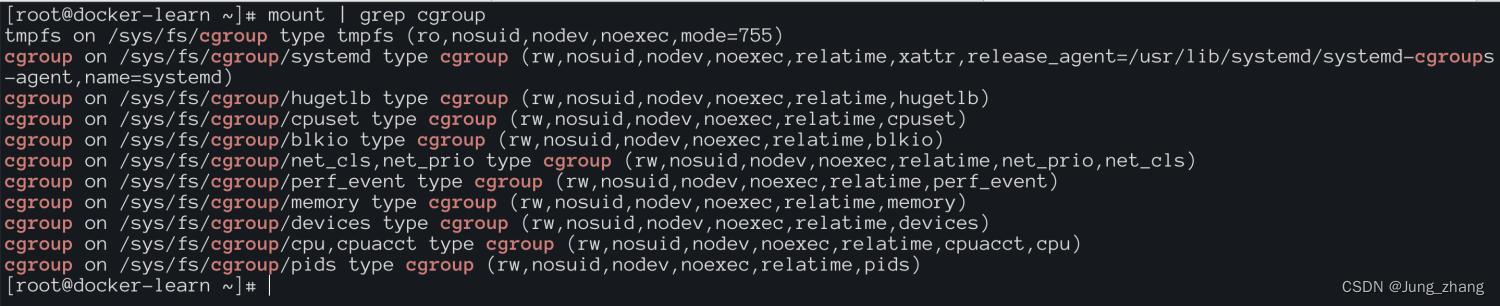 [root@docker-learn ~]# mount | grep cgroup
tmpfs on /sys/fs/cgroup type tmpfs (ro,nosuid,nodev,noexec,mode=755)
cgroup on /sys/fs/cgroup/systemd type cgroup (rw,nosuid,nodev,noexec,relatime,xattr,release_agent=/usr/lib/systemd/systemd-cgroups
-agent,name=systemd)
cgroup on /sys/fs/cgroup/hugetlb type cgroup (rw,nosuid,nodev,noexec,relatime,hugetlb)
cgroup on /sys/fs/cgroup/cpuset type cgroup (rw,nosuid,nodev,noexec,relatime,cpuset)
cgroup on /sys/fs/cgroup/blkio type cgroup (rw,nosuid,nodev,noexec,relatime,blkio)
cgroup on /sys/fs/cgroup/net_cls,net_prio type cgroup (rw,nosuid,nodev,noexec,relatime,net_prio,net_cls)
cgroup on /sys/fs/cgroup/perf_event type cgroup (rw,nosuid,nodev,noexec,relatime,perf_event)
cgroup on /sys/fs/cgroup/memory type cgroup (rw,nosuid,nodev,noexec,relatime,memory)
cgroup on /sys/fs/cgroup/devices type cgroup (rw,nosuid,nodev,noexec,relatime,devices)
cgroup on /sys/fs/cgroup/cpu,cpuacct type cgroup (rw,nosuid,nodev,noexec,relatime,cpuacct,cpu)
cgroup on /sys/fs/cgroup/pids type cgroup (rw,nosuid,nodev,noexec,relatime,pids)
[root@docker-learn ~]#
CSDN @Jung_zhang